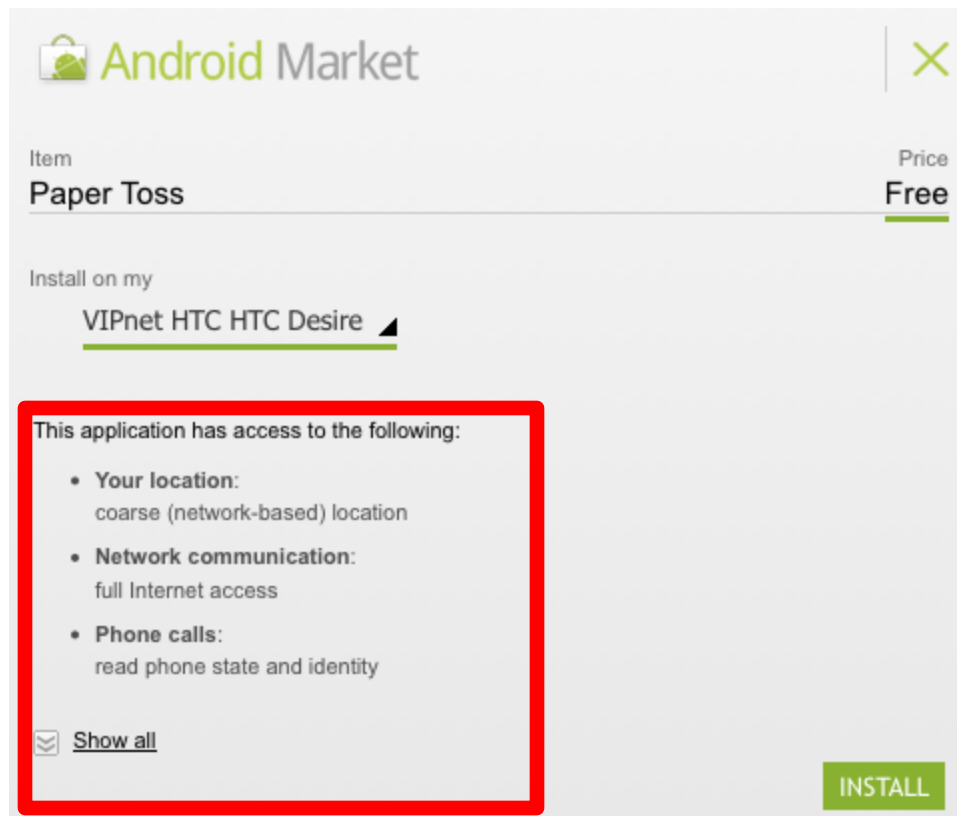 Android Market
Item
Price
Paper Toss
Free
Install on my
VIPnet HTC HTC Desire
This application has access to the following:
• Your location:
coarse (network-based) location
• Network communication:
full Internet access
• Phone calls:
read phone state and identity
Show all
INSTALL